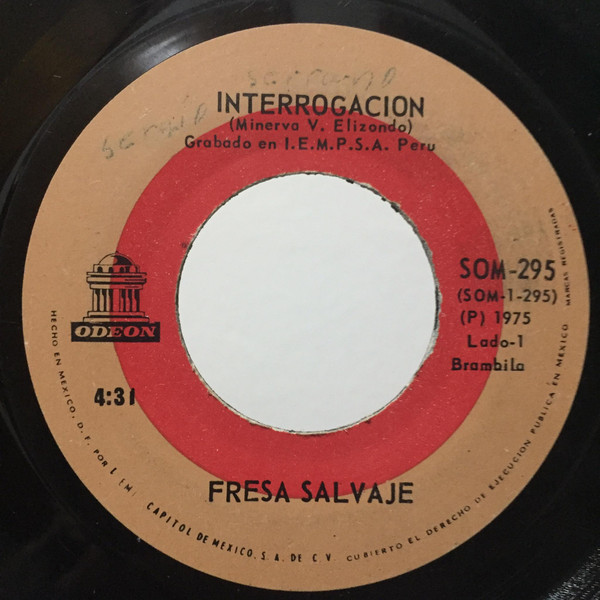 INTERROGACION
(Minerva V. Elizondo)
Grabado en I.E.M.P.S.A. Peru
ODEON
4:31
SOM-295
(SOM-1-295)
(P) 1975
Lado-1
Brambila
FRESA SALVAJE
HECHO EN MEXICO, D. F. POR E M I CAPITOL DE MEXICO, S. A. DE C V. CUBIERTO EL DERECHO DE EJECUCION PUBLICA EN MEXICO MARCAS REGISTRADAS